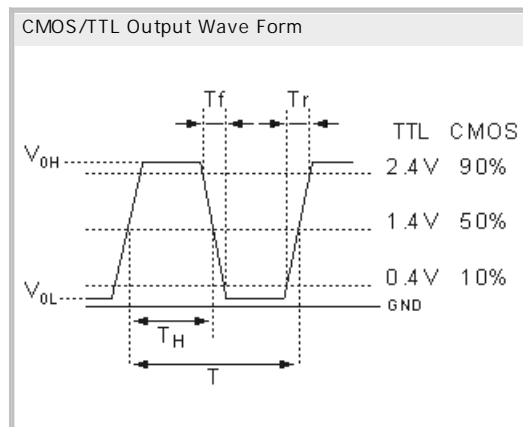 CMOS/TTL Output Wave Form
Tf Tr
TTL CMOS
VOH 2.4V 90%
1.4V 50%
0.4V 10%
VOL GND
TH
T